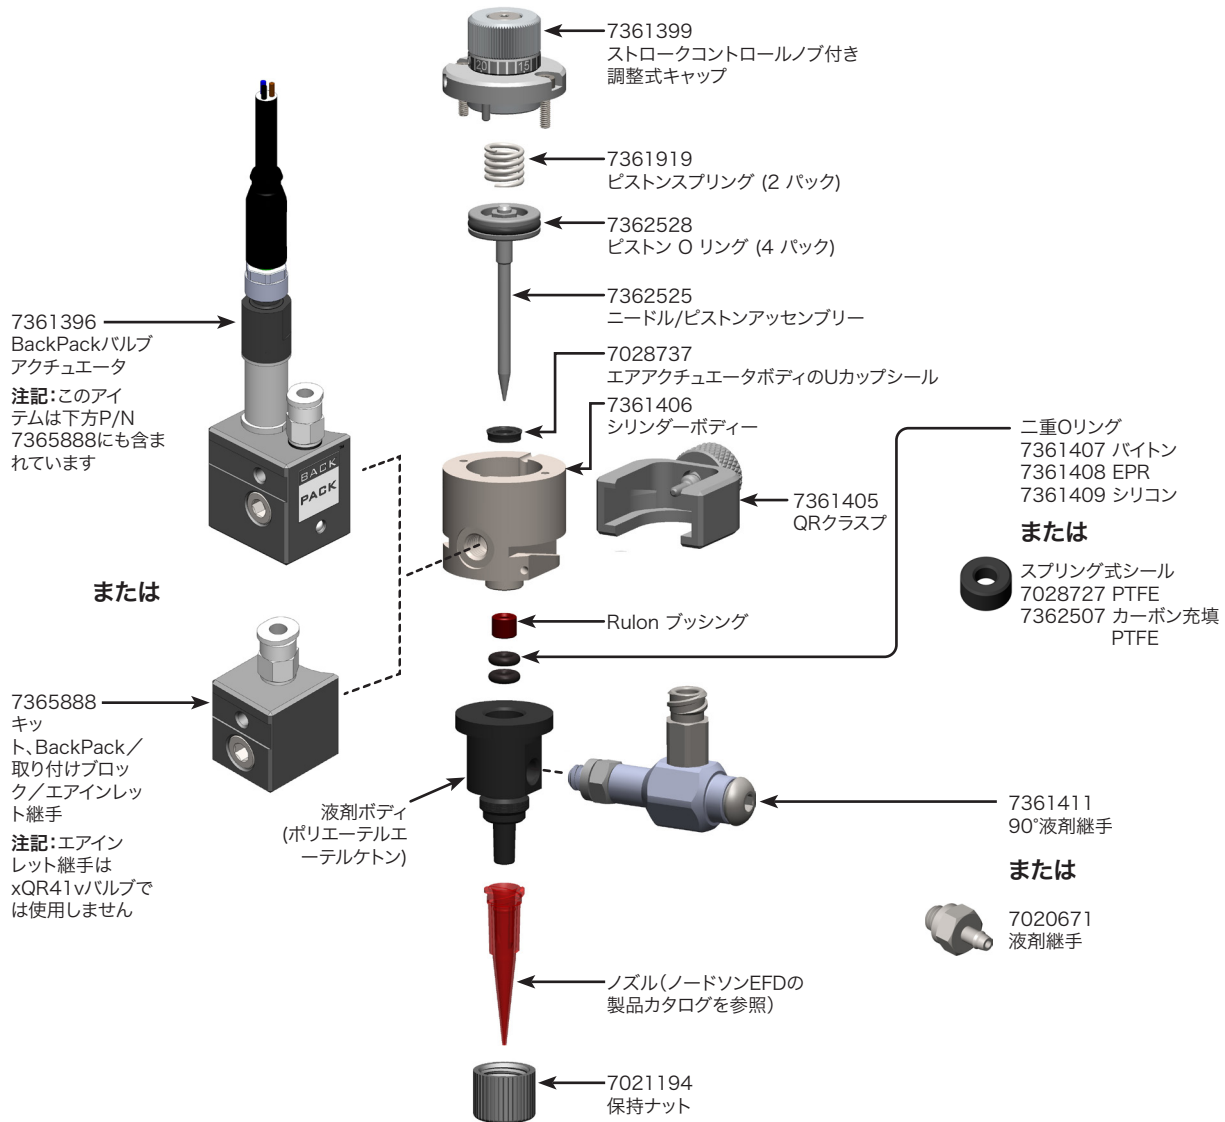 7361399
ストロークコントロールノブ付き
調整式キャップ
20 15
7361919
ピストンスプリング (2 パック)
7362528
ピストン O リング (4 パック)
7362525
ニードル/ピストンアッセンブリー
7028737
エアアクチュエータボディのUカップシール
7361406
シリンダーボディー
7361405
QRクラスプ
7361396
BackPackバルブ
アクチュエータ
注記:このアイ
テムは下方P/N
7365888にも含ま
れています
BACK
PACK
または
7365888
キッ
ト、BackPack/
取り付けブロッ
ク/エアインレッ
ト継手
注記:エアイン
レット継手は
xQR41vバルブで
は使用しません
二重Oリング
7361407 バイトン
7361408 EPR
7361409 シリコン
または
スプリング式シール
7028727 PTFE
7362507 カーボン充填
PTFE
Rulon ブッシング
液剤ボディ
(ポリエーテルエ
ーテルケトン)
7361411
90°液剤継手
または
7020671
液剤継手
ノズル(ノードソンEFDの
製品カタログを参照)
7021194
保持ナット